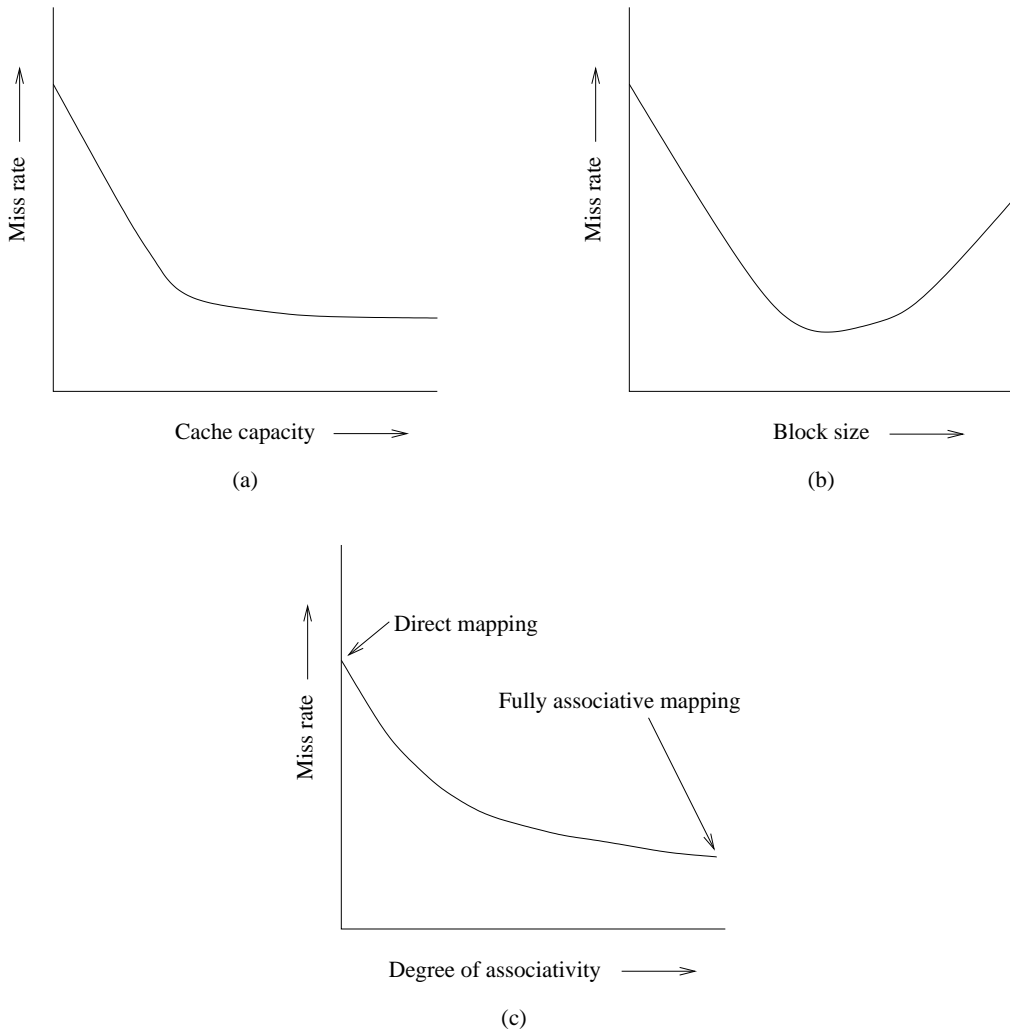 Miss rate
Cache capacity
(a)
Miss rate
Block size
(b)
Miss rate
Direct mapping
Fully associative mapping
Degree of associativity
(c)